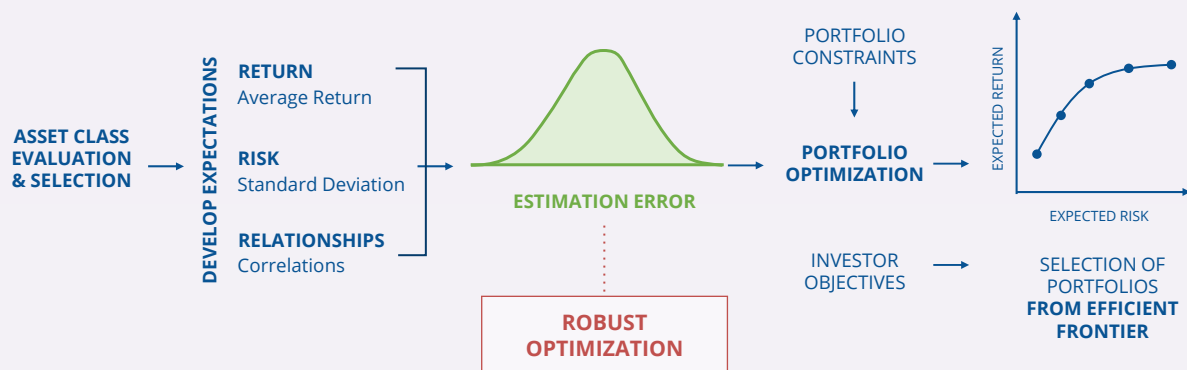 ASSET CLASS
EVALUATION
& SELECTION
DEVELOP EXPECTATIONS
RETURN
Average Return
RISK
Standard Deviation
RELATIONSHIPS
Correlations
ESTIMATION ERROR
ROBUST
OPTIMIZATION
PORTFOLIO
CONSTRAINTS
PORTFOLIO
OPTIMIZATION
INVESTOR
OBJECTIVES
EXPECTED RETURN
EXPECTED RISK
SELECTION OF
PORTFOLIOS
FROM EFFICIENT
FRONTIER